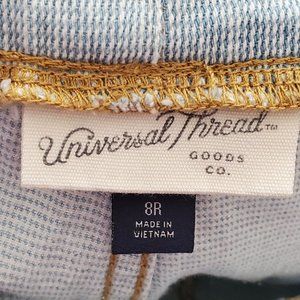 Universal Thread™
GOODS
CO.
8R
MADE IN
VIETNAM